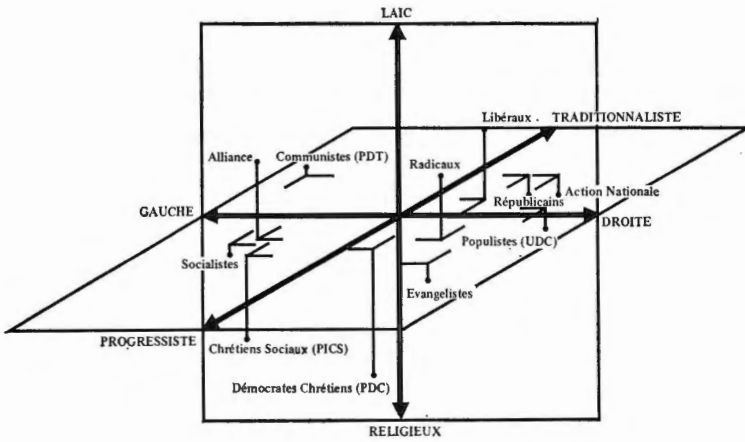 LAIC
Libéraux . TRADITIONNALISTE
Alliance
Communistes (PDT)
Radicaux
Républicains
Action Nationale
GAUCHE
DROITE
Populistes (UDC)
Socialistes
Evangelistes
PROGRESSISTE
Chrétiens Sociaux (PICS)
Démocrates Chrétiens (PDC)
RELIGIEUX